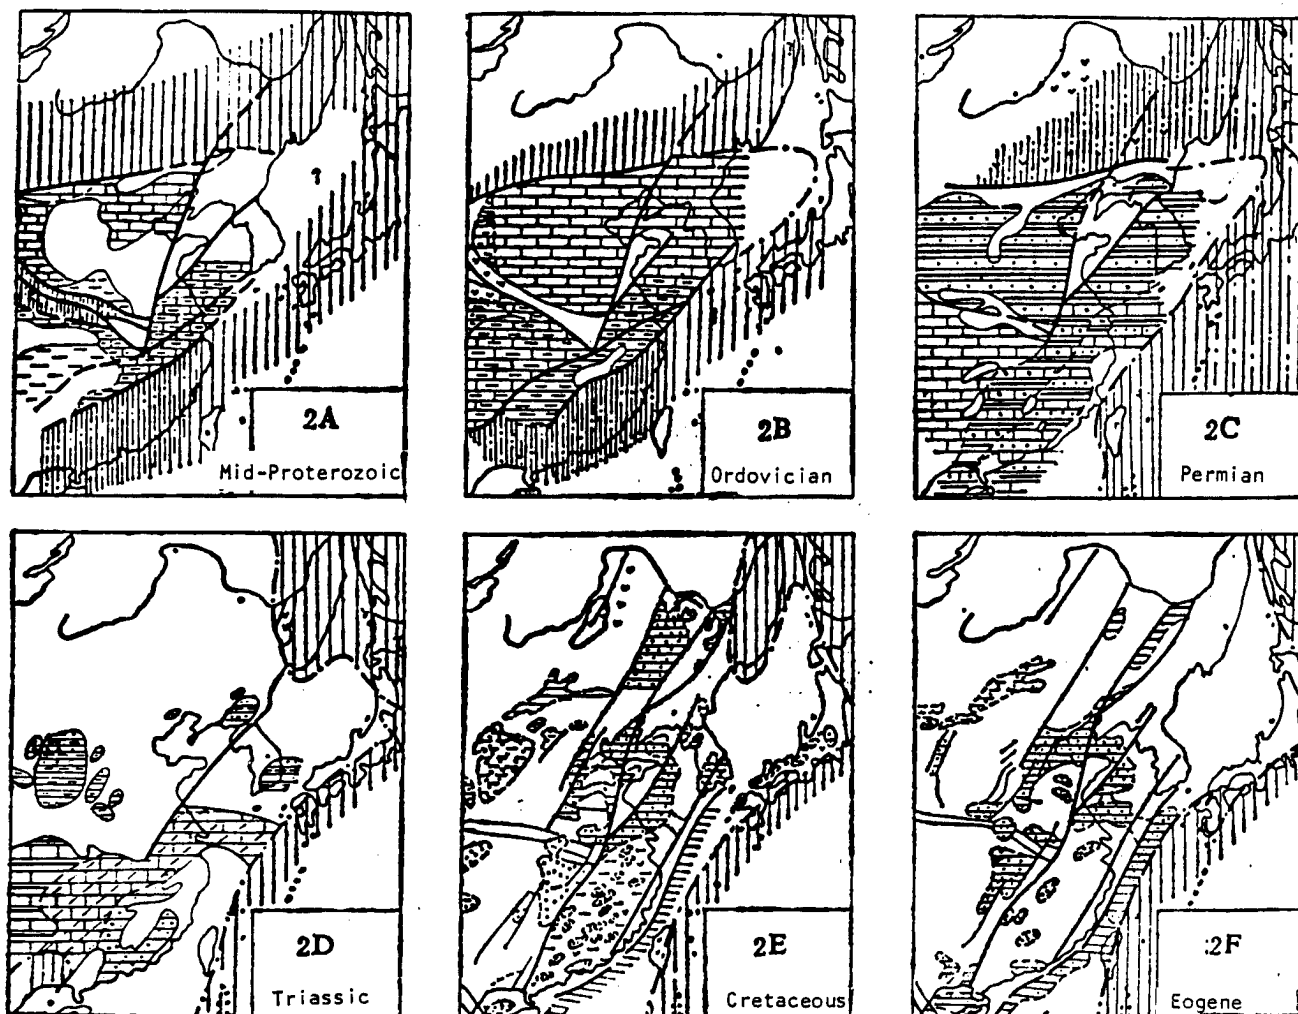 2A
Mid-Proterozoic
?
2B
Ordovician
2C
Permian
2D
Triassic
2E
Cretaceous
:2F
Eogene